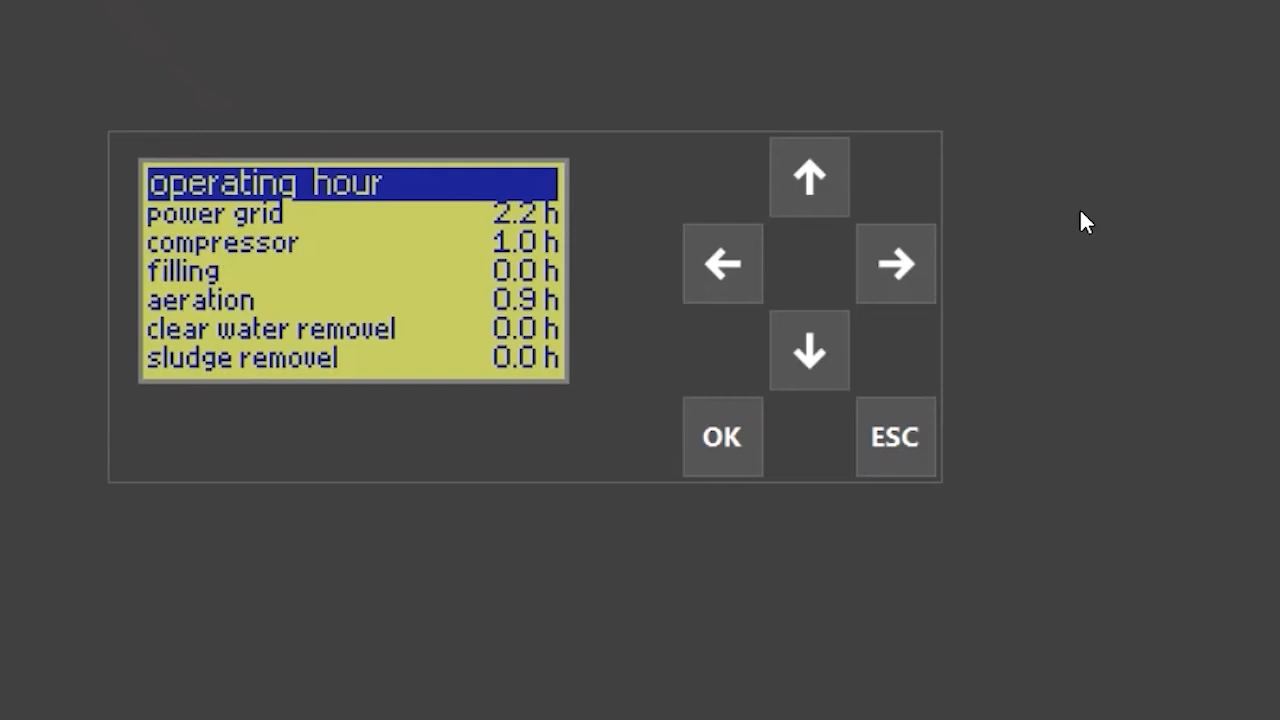 operating hour
power grid 2.2 h
compressor 1.0 h
filling 0.0 h
aeration 0.9 h
clear water removel 0.0 h
sludge removel 0.0 h
OK
ESC